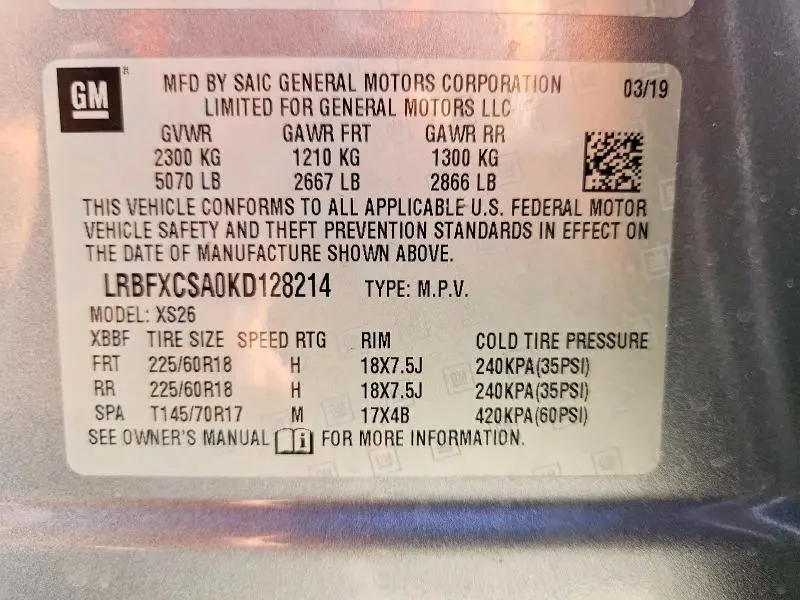 GM ®
MFD BY SAIC GENERAL MOTORS CORPORATION 03/19
LIMITED FOR GENERAL MOTORS LLC
GVWR GAWR FRT GAWR RR
2300 KG 1210 KG 1300 KG
5070 LB 2667 LB 2866 LB
THIS VEHICLE CONFORMS TO ALL APPLICABLE U.S. FEDERAL MOTOR
VEHICLE SAFETY AND THEFT PREVENTION STANDARDS IN EFFECT ON
THE DATE OF MANUFACTURE SHOWN ABOVE.
LRBFXCSA0KD128214 TYPE: M.P.V.
MODEL: XS26
XBBF TIRE SIZE SPEED RTG RIM COLD TIRE PRESSURE
FRT 225/60R18 H 18X7.5J 240KPA(35PSI)
RR 225/60R18 H 18X7.5J 240KPA(35PSI)
SPA T145/70R17 M 17X4B 420KPA(60PSI)
SEE OWNER'S MANUAL i FOR MORE INFORMATION.